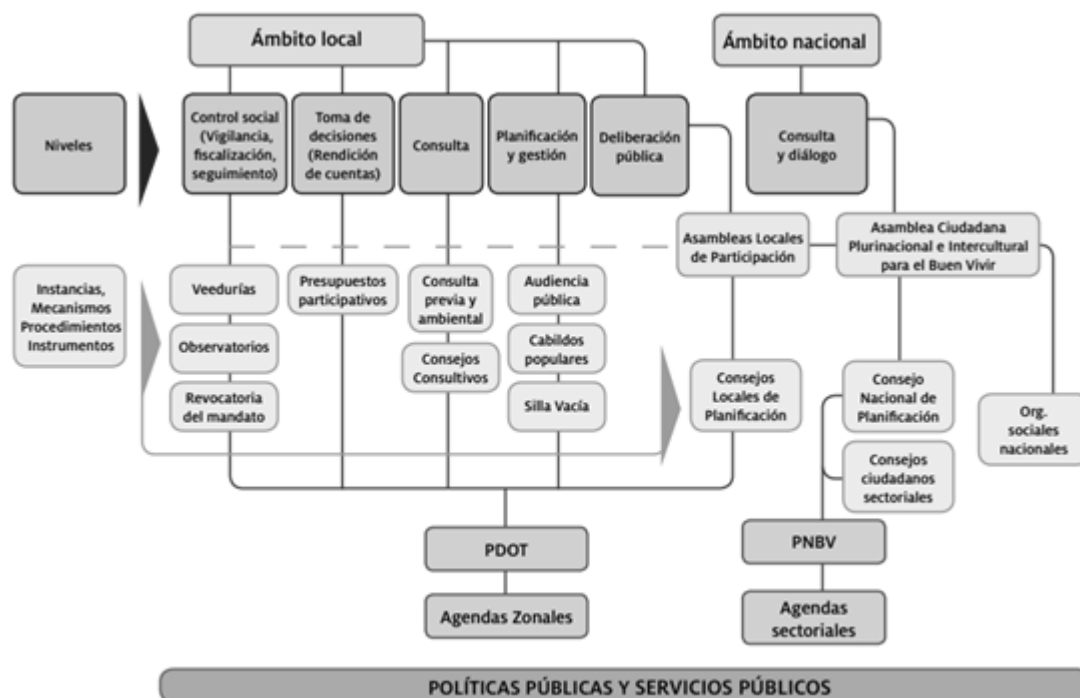 Ámbito local
Ámbito nacional
Niveles
Control social
(Vigilancia,
fiscalización,
seguimiento)
Toma de
decisiones
(Rendición
de cuentas)
Consulta
Planificación
y gestión
Deliberación
pública
Consulta
y diálogo
Asambleas Locales
de Participación
Asamblea Ciudadana
Plurinacional e Intercultural
para el Buen Vivir
Instancias,
Mecanismos
Procedimientos
Instrumentos
Veedurías
Observatorios
Revocatoria
del mandato
Presupuestos
participativos
Consulta
previa y
ambiental
Consejos
Consultivos
Audiencia
pública
Cabildos
populares
Silla Vacía
Consejos
Locales de
Planificación
Consejo
Nacional de
Planificación
Consejos
ciudadanos
sectoriales
Org.
sociales
nacionales
PDOT
Agendas Zonales
PNBV
Agendas
sectoriales
POLÍTICAS PÚBLICAS Y SERVICIOS PÚBLICOS